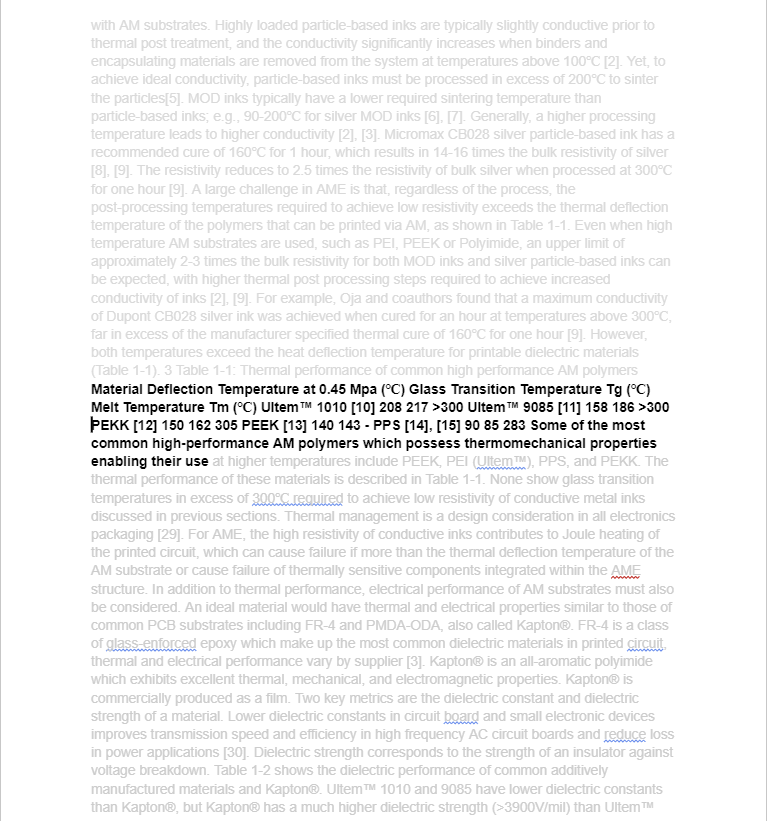 with AM substrates. Highly loaded particle-based inks are typically slightly conductive prior to
thermal post treatment, and the conductivity significantly increases when binders and
encapsulating materials are removed from the system at temperatures above 100℃ [2]. Yet, to
achieve ideal conductivity, particle-based inks must be processed in excess of 200℃ to sinter
the particles[5]. MOD inks typically have a lower required sintering temperature than
particle-based inks; e.g., 90-200℃ for silver MOD inks [6], [7]. Generally, a higher processing
temperature leads to higher conductivity [2], [3]. Micromax CB028 silver particle-based ink has a
recommended cure of 160℃ for 1 hour, which results in 14-16 times the bulk resistivity of silver
[8], [9]. The resistivity reduces to 2.5 times the resistivity of bulk silver when processed at 300℃
for one hour [9]. A large challenge in AME is that, regardless of the process, the
post-processing temperatures required to achieve low resistivity exceeds the thermal deflection
temperature of the polymers that can be printed via AM, as shown in Table 1-1. Even when high
temperature AM substrates are used, such as PEI, PEEK or Polyimide, an upper limit of
approximately 2-3 times the bulk resistivity for both MOD inks and silver particle-based inks can
be expected, with higher thermal post processing steps required to achieve increased
conductivity of inks [2], [9]. For example, Oja and coauthors found that a maximum conductivity
of Dupont CB028 silver ink was achieved when cured for an hour at temperatures above 300℃,
far in excess of the manufacturer specified thermal cure of 160℃ for one hour [9]. However,
both temperatures exceed the heat deflection temperature for printable dielectric materials
(Table 1-1). 3 Table 1-1: Thermal performance of common high performance AM polymers
Material Deflection Temperature at 0.45 Mpa (℃) Glass Transition Temperature Tg (℃)
Melt Temperature Tm (℃) Ultem™ 1010 [10] 208 217 >300 Ultem™ 9085 [11] 158 186 >300
PEKK [12] 150 162 305 PEEK [13] 140 143 - PPS [14], [15] 90 85 283 Some of the most
common high-performance AM polymers which possess thermomechanical properties
enabling their use at higher temperatures include PEEK, PEI (Ultem™), PPS, and PEKK. The
thermal performance of these materials is described in Table 1-1. None show glass transition
temperatures in excess of 300℃ required to achieve low resistivity of conductive metal inks
discussed in previous sections. Thermal management is a design consideration in all electronics
packaging [29]. For AME, the high resistivity of conductive inks contributes to Joule heating of
the printed circuit, which can cause failure if more than the thermal deflection temperature of the
AM substrate or cause failure of thermally sensitive components integrated within the AME
structure. In addition to thermal performance, electrical performance of AM substrates must also
be considered. An ideal material would have thermal and electrical properties similar to those of
common PCB substrates including FR-4 and PMDA-ODA, also called Kapton®. FR-4 is a class
of glass-enforced epoxy which make up the most common dielectric materials in printed circuit,
thermal and electrical performance vary by supplier [3]. Kapton® is an all-aromatic polyimide
which exhibits excellent thermal, mechanical, and electromagnetic properties. Kapton® is
commercially produced as a film. Two key metrics are the dielectric constant and dielectric
strength of a material. Lower dielectric constants in circuit board and small electronic devices
improves transmission speed and efficiency in high frequency AC circuit boards and reduce loss
in power applications [30]. Dielectric strength corresponds to the strength of an insulator against
voltage breakdown. Table 1-2 shows the dielectric performance of common additively
manufactured materials and Kapton®. Ultem™ 1010 and 9085 have lower dielectric constants
than Kapton®, but Kapton® has a much higher dielectric strength (>3900V/mil) than Ultem™